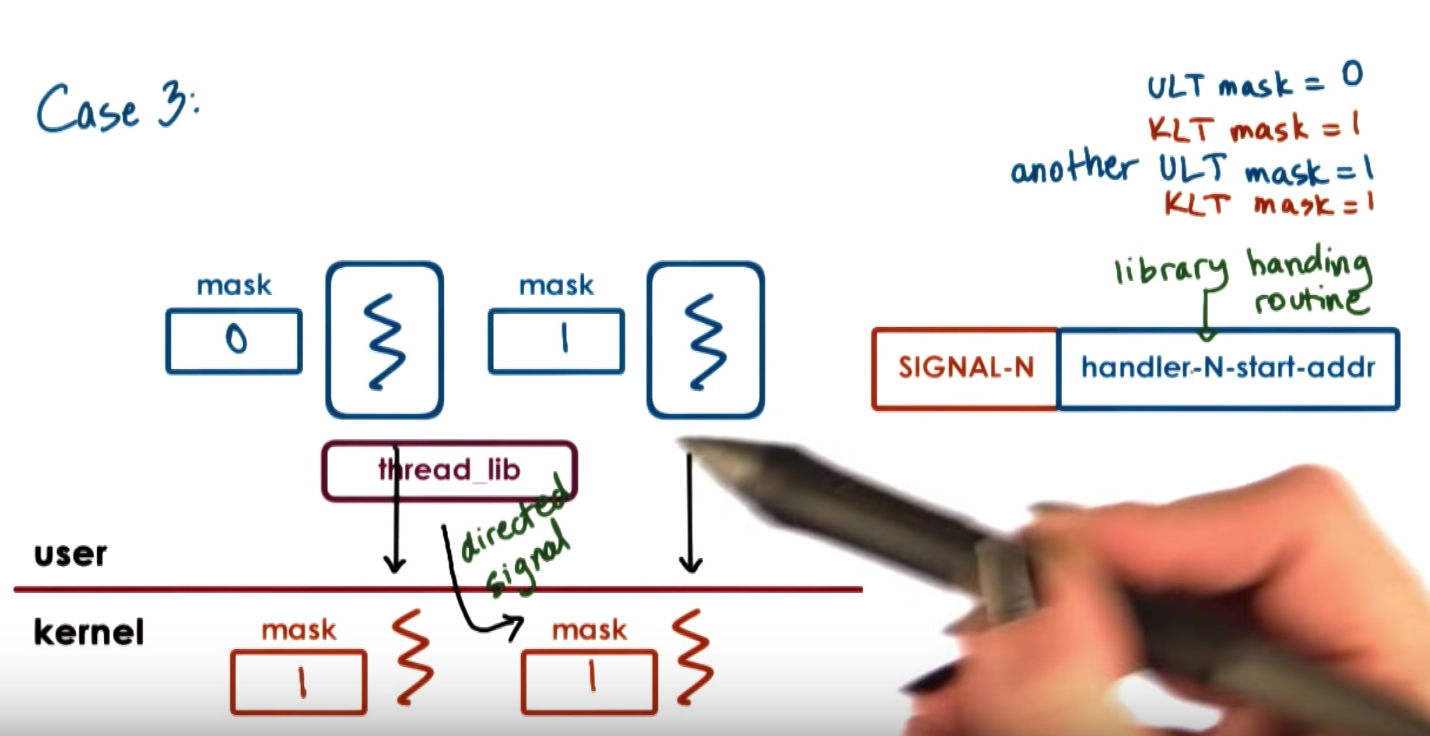 Case 3:
ULT mask = 0
KLT mask = 1
another ULT mask = 1
KLT mask = 1
library handing
routine
mask
0
mask
1
SIGNAL-N
handler-N-start-addr
thread_lib
directed
signal
user
kernel
mask
1
mask
1